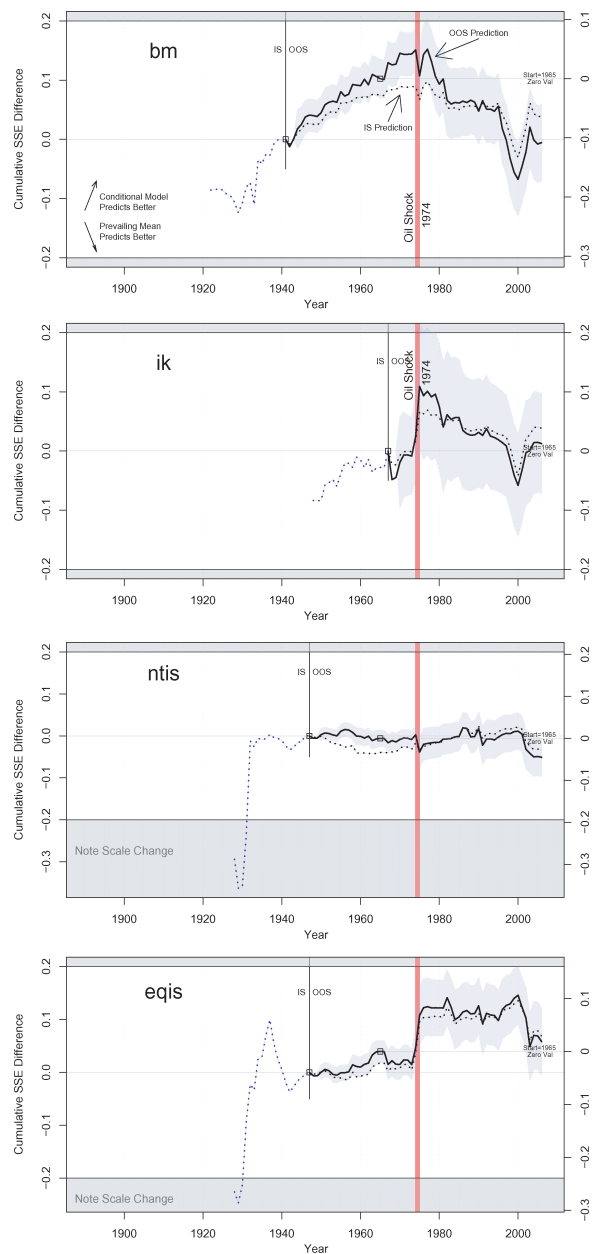 bm
IS OOS
OOS Prediction
IS Prediction
Start=1965
Zero Val
Conditional Model
Predicts Better
Prevailing Mean
Predicts Better
Oil Shock
1974
Cumulative SSE Difference
0.2
0.1
0.0
−0.1
−0.2
0.1
0
−0.1
−0.2
−0.3
1900 1920 1940 1960 1980 2000
Year
ik
IS OOS
Oil Shock
1974
Start=1965
Zero Val
Cumulative SSE Difference
0.2
0.1
0.0
−0.1
−0.2
0.2
0.1
0
−0.1
−0.2
1900 1920 1940 1960 1980 2000
Year
ntis
IS OOS
Start=1965
Zero Val
Note Scale Change
Cumulative SSE Difference
0.2
0.1
0.0
−0.1
−0.2
−0.3
0.2
0.1
0
−0.1
−0.2
−0.3
1900 1920 1940 1960 1980 2000
Year
eqis
IS OOS
Start=1965
Zero Val
Note Scale Change
Cumulative SSE Difference
0.2
0.1
0.0
−0.1
−0.2
0.1
0
−0.1
−0.2
−0.3
1900 1920 1940 1960 1980 2000
Year